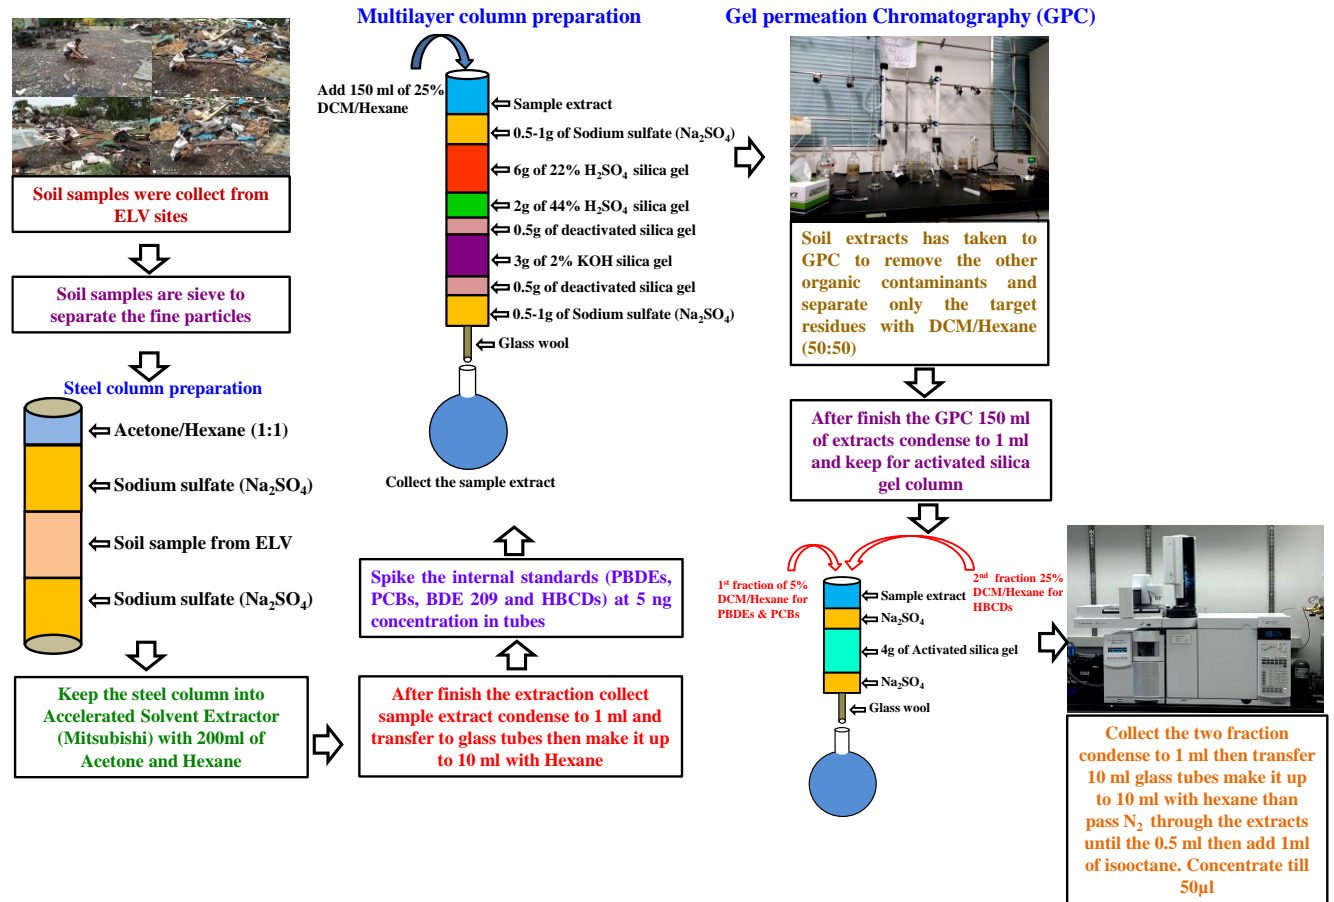 Soil samples were collect from
ELV sites
Soil samples are sieve to
separate the fine particles
Steel column preparation
Acetone/Hexane (1:1)
Sodium sulfate (Na₂SO₄)
Soil sample from ELV
Sodium sulfate (Na₂SO₄)
Keep the steel column into
Accelerated Solvent Extractor
(Mitsubishi) with 200ml of
Acetone and Hexane
After finish the extraction collect
sample extract condense to 1 ml and
transfer to glass tubes then make it up
to 10 ml with Hexane
Spike the internal standards (PBDEs,
PCBs, BDE 209 and HBCDs) at 5 ng
concentration in tubes
Multilayer column preparation
Add 150 ml of 25%
DCM/Hexane
Sample extract
0.5-1g of Sodium sulfate (Na₂SO₄)
6g of 22% H₂SO₄ silica gel
2g of 44% H₂SO₄ silica gel
0.5g of deactivated silica gel
3g of 2% KOH silica gel
0.5g of deactivated silica gel
0.5-1g of Sodium sulfate (Na₂SO₄)
Glass wool
Collect the sample extract
Gel permeation Chromatography (GPC)
Soil extracts has taken to
GPC to remove the other
organic contaminants and
separate only the target
residues with DCM/Hexane
(50:50)
After finish the GPC 150 ml
of extracts condense to 1 ml
and keep for activated silica
gel column
1ˢᵗ fraction of 5%
DCM/Hexane for
PBDEs & PCBs
2ⁿᵈ fraction 25%
DCM/Hexane for
HBCDs
Sample extract
Na₂SO₄
4g of Activated silica gel
Na₂SO₄
Glass wool
Collect the two fraction
condense to 1 ml then transfer
10 ml glass tubes make it up
to 10 ml with hexane than
pass N₂ through the extracts
until the 0.5 ml then add 1ml
of isooctane. Concentrate till
50µl